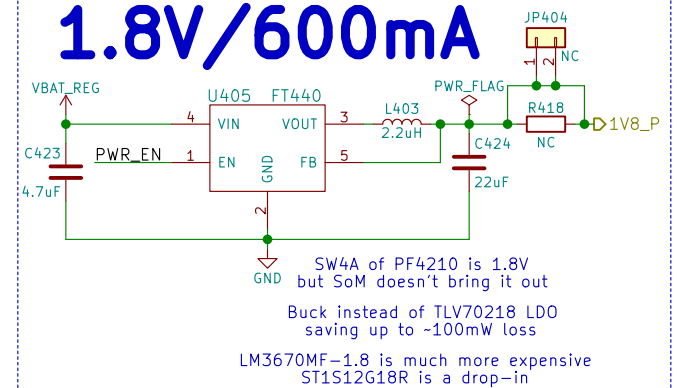 1.8V/600mA
JP404
1 2
NC
VBAT_REG
U405 FT440
PWR_FLAG
4 VIN VOUT 3
L403
2.2uH
R418
NC
1V8_P
C423
4.7uF
PWR_EN
1 EN GND FB 5
2
C424
22uF
GND
SW4A of PF4210 is 1.8V
but SoM doesn't bring it out
Buck instead of TLV70218 LDO
saving up to ~100mW loss
LM3670MF-1.8 is much more expensive
ST1S12G18R is a drop-in